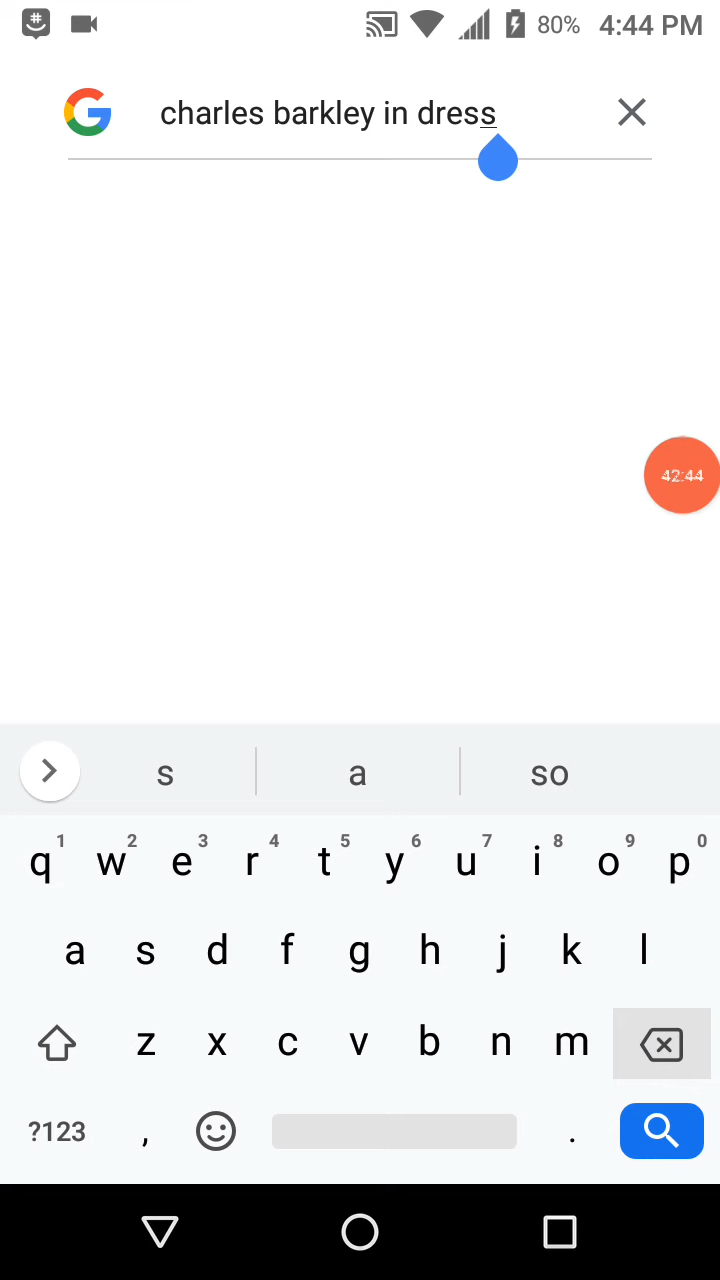 80% 4:44 PM
charles barkley in dress
42:44
s a so
1 2 3 4 5 6 7 8 9 0
q w e r t y u i o p
a s d f g h j k l
z x c v b n m
?123 , .